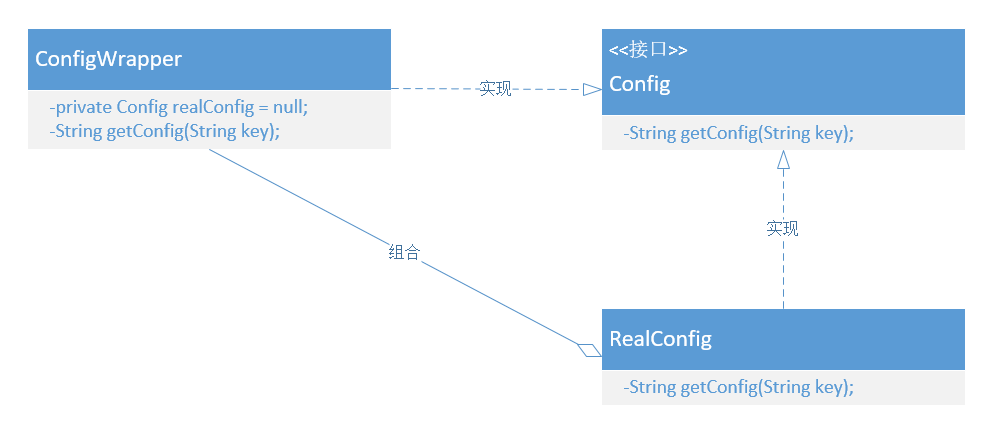 ConfigWrapper
-private Config realConfig = null;
-String getConfig(String key);
实现
<<接口>>
Config
-String getConfig(String key);
实现
组合
RealConfig
-String getConfig(String key);